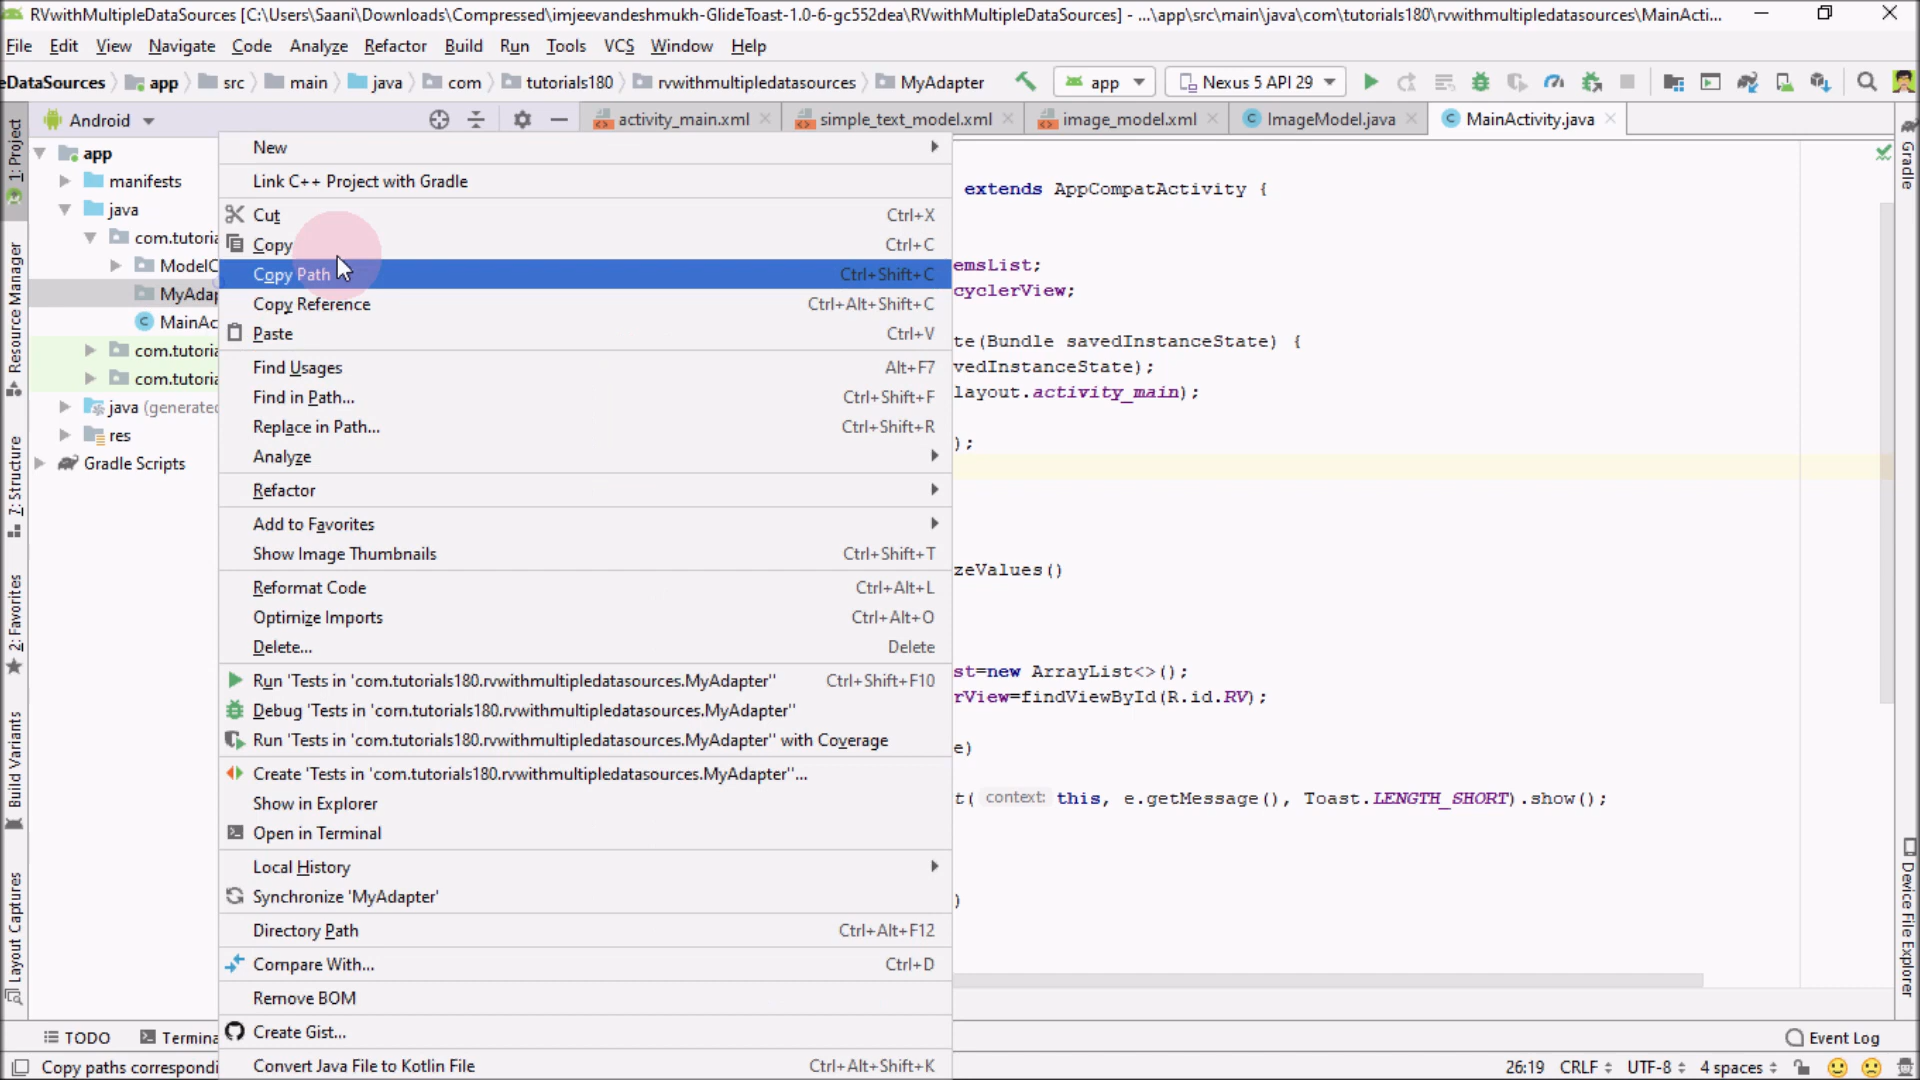 RVwithMultipleDataSources [C:\Users\Saani\Downloads\Compressed\imjeevandeshmukh-GlideToast-1.0-6-gc552dea\RVwithMultipleDataSources] - ...\app\src\main\java\com\tutorials180\rvwithmultipledatasources\MainActi...
File Edit View Navigate Code Analyze Refactor Build Run Tools VCS Window Help
eDataSources app src main java com tutorials180 rvwithmultipledatasources MyAdapter app Nexus 5 API 29
Android activity_main.xml simple_text_model.xml image_model.xml ImageModel.java MainActivity.java
1: Project
Resource Manager
7: Structure
2: Favorites
Build Variants
Layout Captures
app
manifests
java
com.tutoria
ModelC
MyAdap
MainAc
com.tutoria
com.tutoria
java (generated
res
Gradle Scripts
New
Link C++ Project with Gradle
Cut Ctrl+X
Copy Ctrl+C
Copy Path Ctrl+Shift+C
Copy Reference Ctrl+Alt+Shift+C
Paste Ctrl+V
Find Usages Alt+F7
Find in Path... Ctrl+Shift+F
Replace in Path... Ctrl+Shift+R
Analyze
Refactor
Add to Favorites
Show Image Thumbnails Ctrl+Shift+T
Reformat Code Ctrl+Alt+L
Optimize Imports Ctrl+Alt+O
Delete... Delete
Run 'Tests in 'com.tutorials180.rvwithmultipledatasources.MyAdapter'' Ctrl+Shift+F10
Debug 'Tests in 'com.tutorials180.rvwithmultipledatasources.MyAdapter''
Run 'Tests in 'com.tutorials180.rvwithmultipledatasources.MyAdapter'' with Coverage
Create 'Tests in 'com.tutorials180.rvwithmultipledatasources.MyAdapter''...
Show in Explorer
Open in Terminal
Local History
Synchronize 'MyAdapter'
Directory Path Ctrl+Alt+F12
Compare With... Ctrl+D
Remove BOM
Create Gist...
Convert Java File to Kotlin File Ctrl+Alt+Shift+K
extends AppCompatActivity {
emsList;
cyclerView;
te(Bundle savedInstanceState) {
vedInstanceState);
layout.activity_main);
);
zeValues()
st=new ArrayList<>();
rView=findViewById(R.id.RV);
e)
t( context: this, e.getMessage(), Toast.LENGTH_SHORT).show();
)
Gradle
Device File Explorer
TODO Termina Event Log
Copy paths correspondi 26:19 CRLF UTF-8 4 spaces